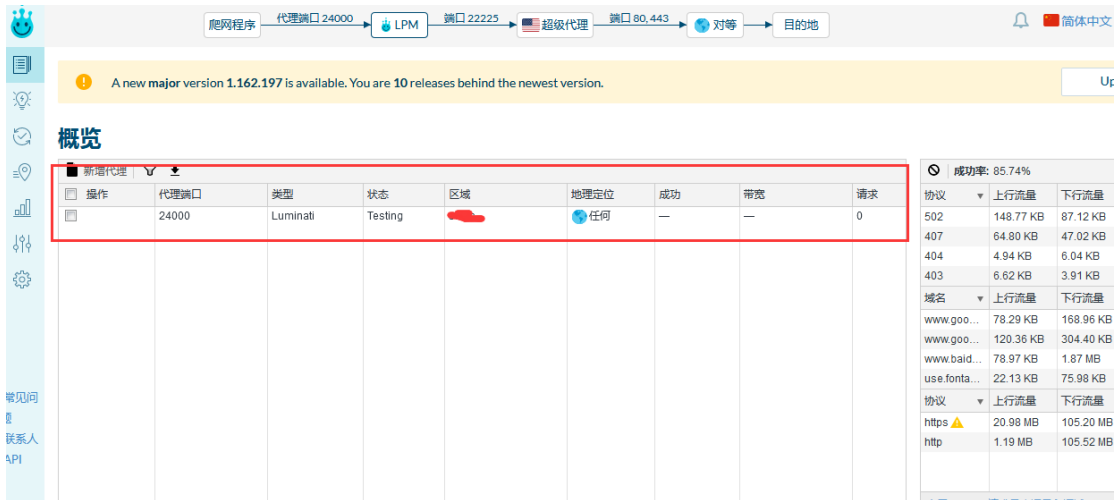 爬网程序 代理端口 24000 LPM 端口 22225 超级代理 端口 80, 443 对等 目的地 简体中文
A new major version 1.162.197 is available. You are 10 releases behind the newest version.
概览
新增代理
操作 代理端口 类型 状态 区域 地理定位 成功 带宽 请求
24000 Luminati Testing 任何 — — 0
成功率: 85.74%
协议 上行流量 下行流量
502 148.77 KB 87.12 KB
407 64.80 KB 47.02 KB
404 4.94 KB 6.04 KB
403 6.62 KB 3.91 KB
域名 上行流量 下行流量
www.goo... 78.29 KB 168.96 KB
www.goo... 120.36 KB 304.40 KB
www.baid... 78.97 KB 1.87 MB
use.fonta... 22.13 KB 75.98 KB
协议 上行流量 下行流量
https 20.98 MB 105.20 MB
http 1.19 MB 105.52 MB
常见问
题
联系人
API